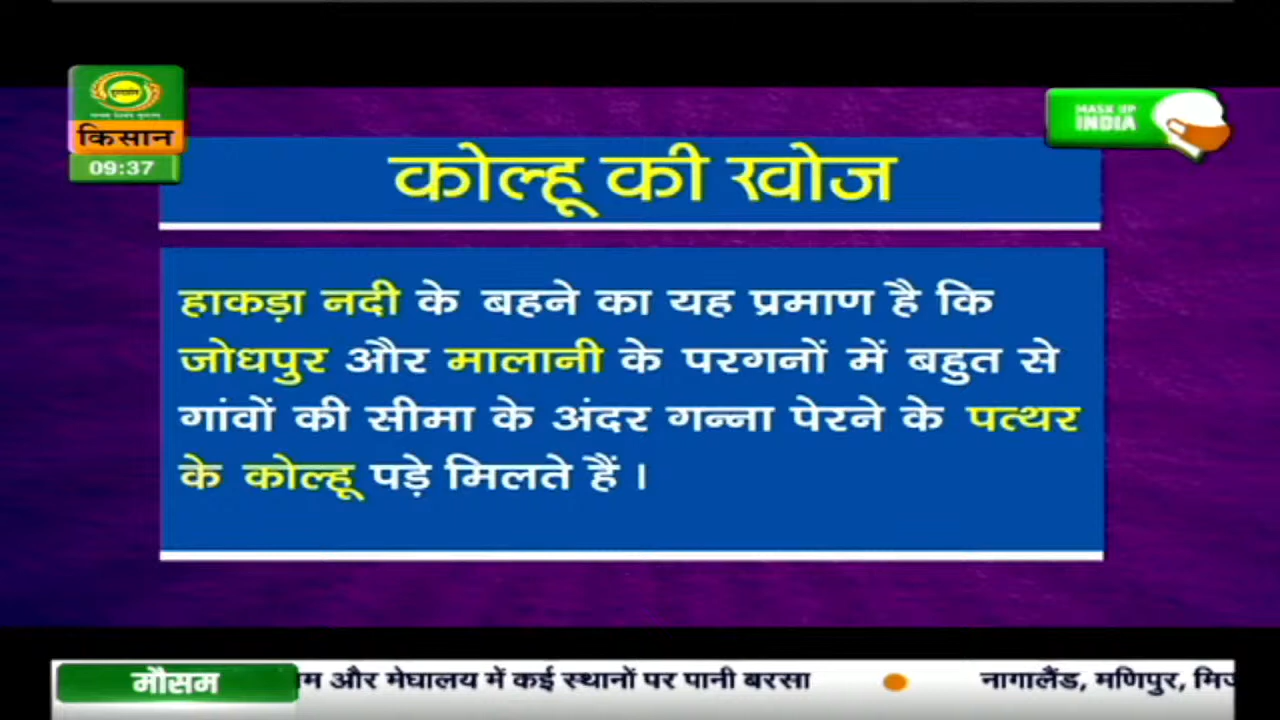 किसान
09:37
MASK UP
INDIA
कोल्हू की खोज
हाकड़ा नदी के बहने का यह प्रमाण है कि
जोधपुर और मालानी के परगनों में बहुत से
गांवों की सीमा के अंदर गन्ना पेरने के पत्थर
के कोल्हू पड़े मिलते हैं ।
मौसम
और मेघालय में कई स्थानों पर पानी बरसा
नागालैंड, मणिपुर,